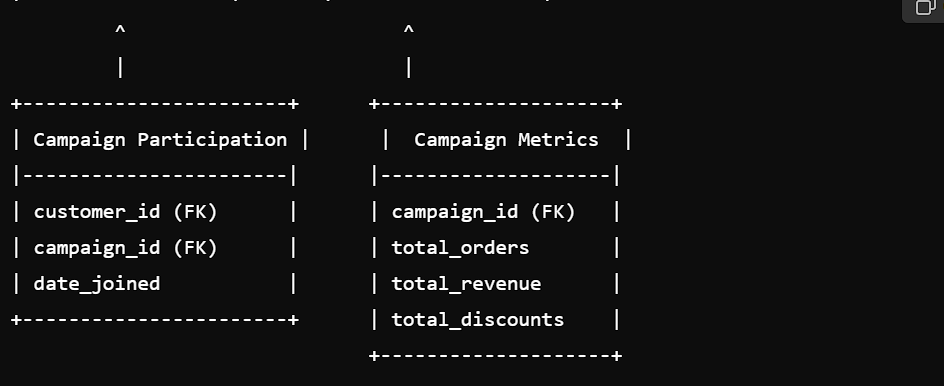 ^                            ^
            |                            |
+------------------------+      +--------------------+
| Campaign Participation |       |  Campaign Metrics  |
|-----------------------|      |--------------------|
| customer_id (FK)      |      | campaign_id (FK)   |
| campaign_id (FK)      |      | total_orders       |
| date_joined           |      | total_revenue      |
+------------------------+      | total_discounts    |
                               +--------------------+